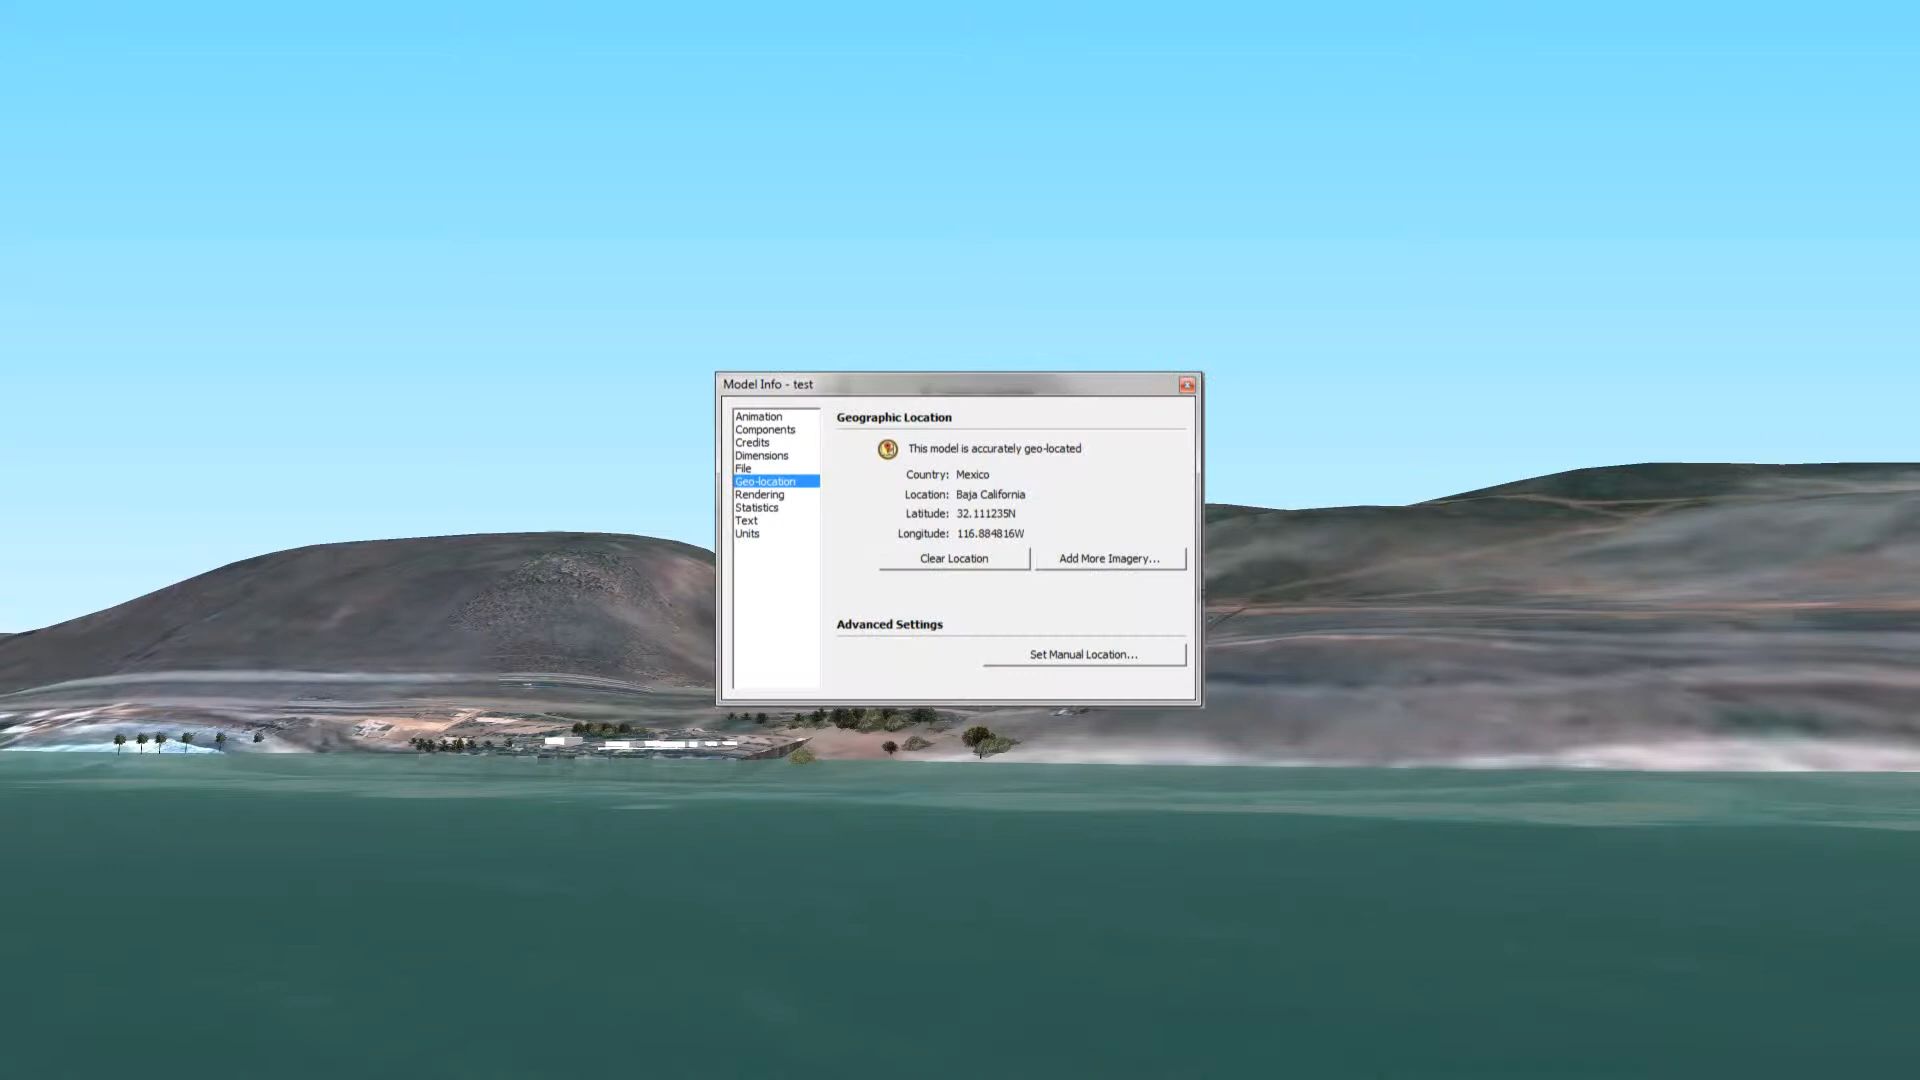 Model Info - test
Animation
Components
Credits
Dimensions
File
Geo-location
Rendering
Statistics
Text
Units
Geographic Location
This model is accurately geo-located
Country: Mexico
Location: Baja California
Latitude: 32.111235N
Longitude: 116.884816W
Clear Location
Add More Imagery...
Advanced Settings
Set Manual Location...